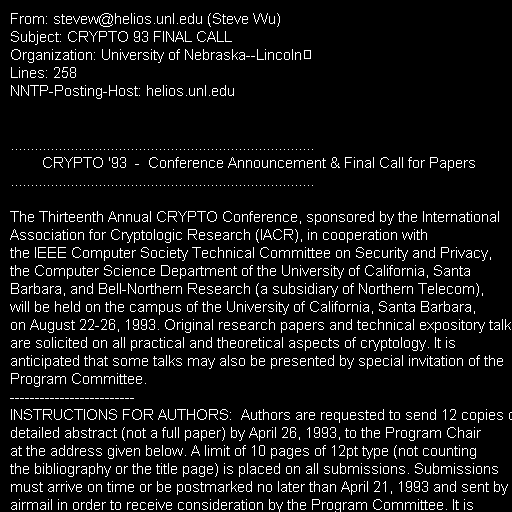 From: stevew@helios.unl.edu (Steve Wu)
Subject: CRYPTO 93 FINAL CALL
Organization: University of Nebraska--Lincoln
Lines: 258
NNTP-Posting-Host: helios.unl.edu
............................................................................
CRYPTO '93 - Conference Announcement & Final Call for Papers
............................................................................
The Thirteenth Annual CRYPTO Conference, sponsored by the International
Association for Cryptologic Research (IACR), in cooperation with
the IEEE Computer Society Technical Committee on Security and Privacy,
the Computer Science Department of the University of California, Santa
Barbara, and Bell-Northern Research (a subsidiary of Northern Telecom),
will be held on the campus of the University of California, Santa Barbara,
on August 22-26, 1993. Original research papers and technical expository talk
are solicited on all practical and theoretical aspects of cryptology. It is
anticipated that some talks may also be presented by special invitation of the
Program Committee.
-------------------------
INSTRUCTIONS FOR AUTHORS: Authors are requested to send 12 copies
detailed abstract (not a full paper) by April 26, 1993, to the Program Chair
at the address given below. A limit of 10 pages of 12pt type (not counting
the bibliography or the title page) is placed on all submissions. Submissions
must arrive on time or be postmarked no later than April 21, 1993 and sent by
airmail in order to receive consideration by the Program Committee. It is